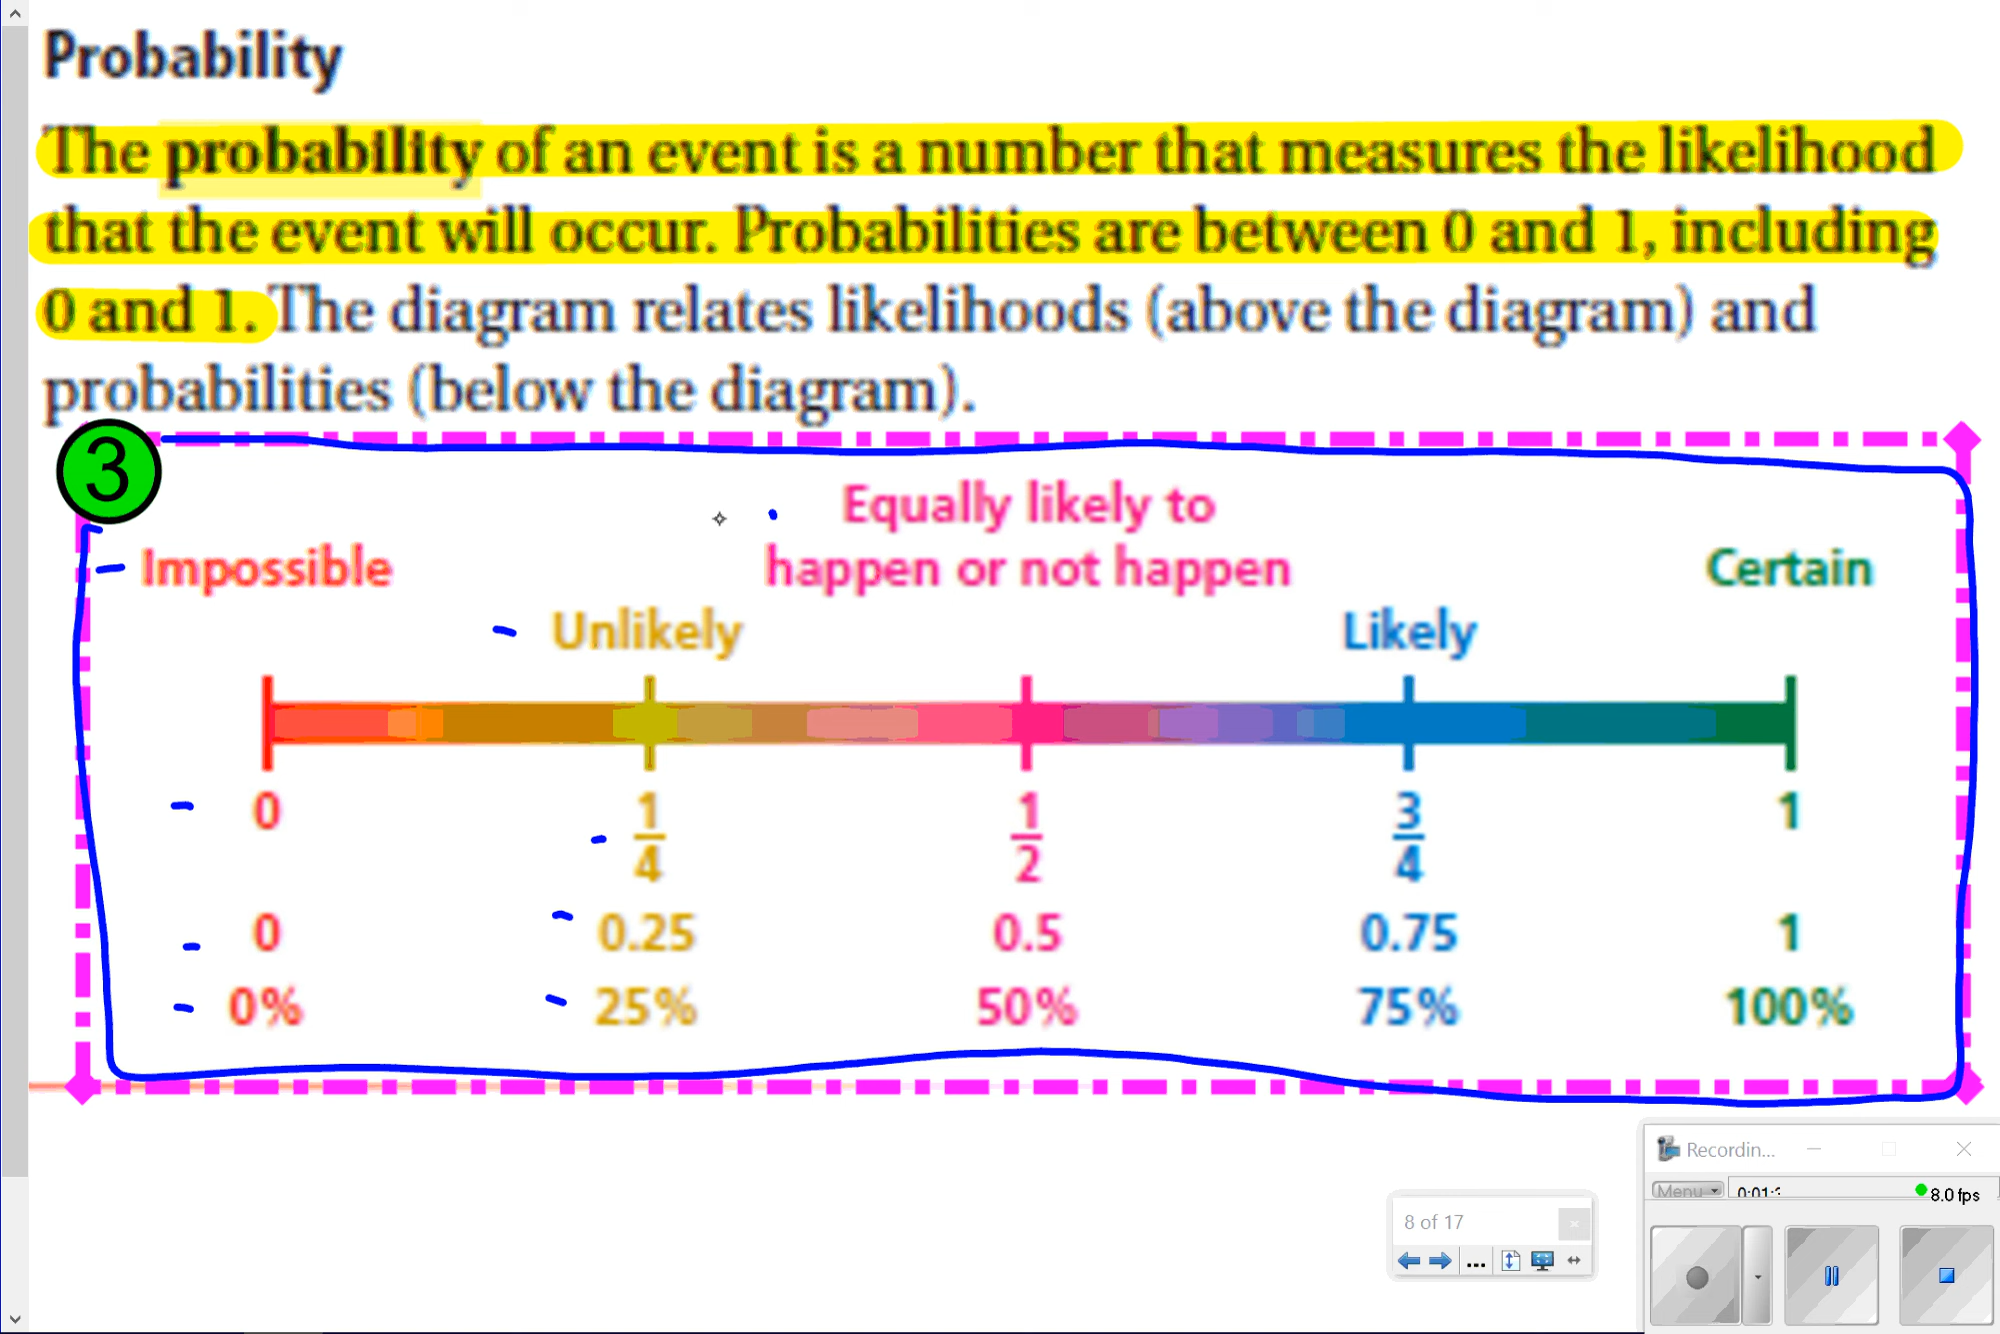 Probability
The probability of an event is a number that measures the likelihood
that the event will occur. Probabilities are between 0 and 1, including
0 and 1. The diagram relates likelihoods (above the diagram) and
probabilities (below the diagram).
3
Equally likely to
Impossible happen or not happen Certain
Unlikely Likely
0 1/4 1/2 3/4 1
0 0.25 0.5 0.75 1
0% 25% 50% 75% 100%
Recordin...
Menu 8.0 fps
8 of 17